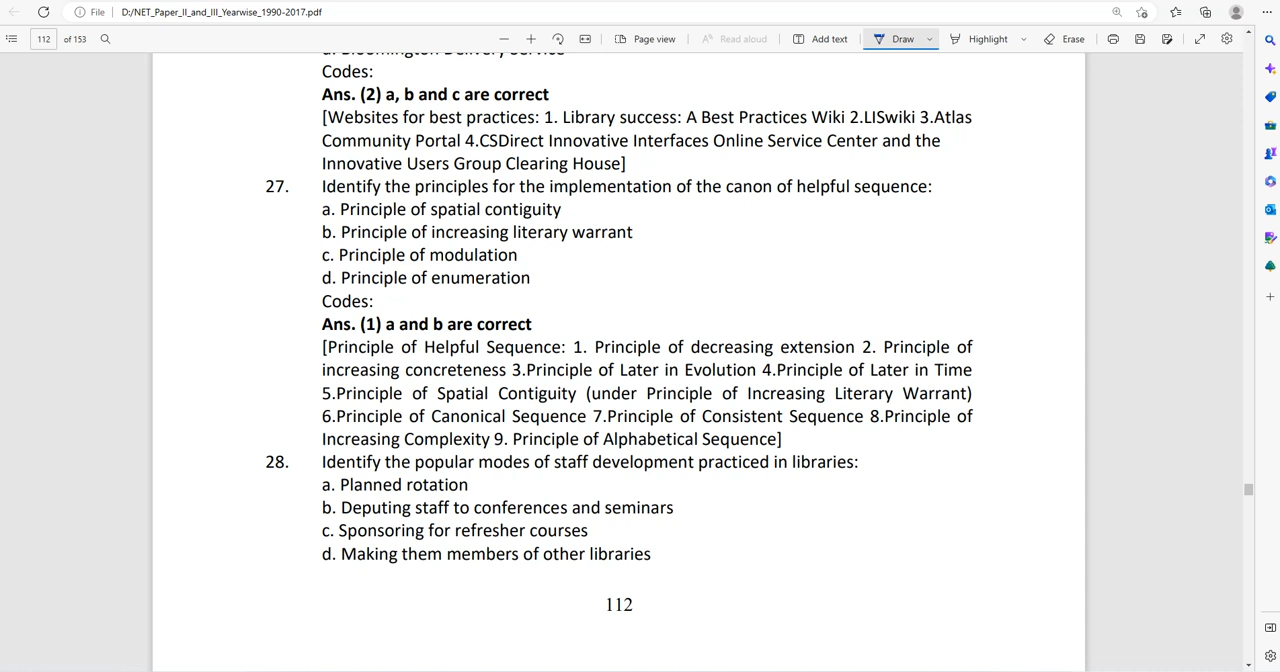 File D:/NET_Paper_II_and_III_Yearwise_1990-2017.pdf
112 of 153 Page view Read aloud Add text Draw Highlight Erase
Codes:
Ans. (2) a, b and c are correct
[Websites for best practices: 1. Library success: A Best Practices Wiki 2.LISwiki 3.Atlas
Community Portal 4.CSDirect Innovative Interfaces Online Service Center and the
Innovative Users Group Clearing House]
27. Identify the principles for the implementation of the canon of helpful sequence:
a. Principle of spatial contiguity
b. Principle of increasing literary warrant
c. Principle of modulation
d. Principle of enumeration
Codes:
Ans. (1) a and b are correct
[Principle of Helpful Sequence: 1. Principle of decreasing extension 2. Principle of
increasing concreteness 3.Principle of Later in Evolution 4.Principle of Later in Time
5.Principle of Spatial Contiguity (under Principle of Increasing Literary Warrant)
6.Principle of Canonical Sequence 7.Principle of Consistent Sequence 8.Principle of
Increasing Complexity 9. Principle of Alphabetical Sequence]
28. Identify the popular modes of staff development practiced in libraries:
a. Planned rotation
b. Deputing staff to conferences and seminars
c. Sponsoring for refresher courses
d. Making them members of other libraries
112